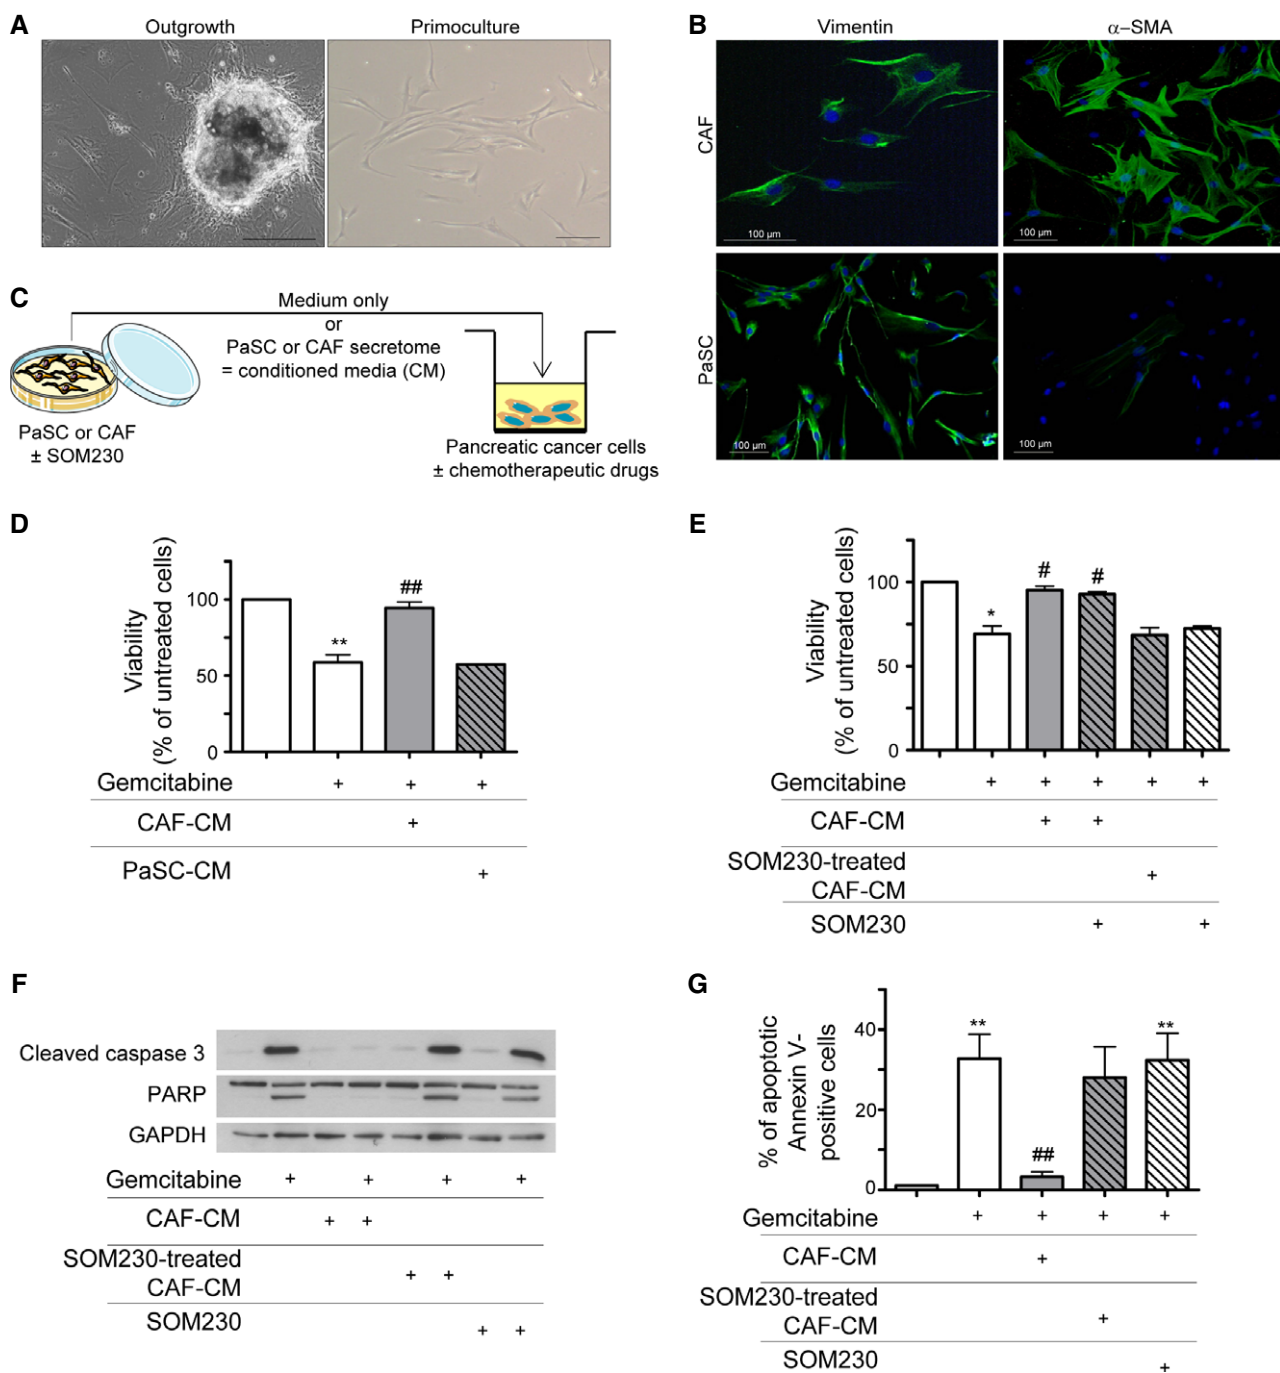 A
Outgrowth
Primoculture
B
Vimentin
α−SMA
CAF
100 µm
100 µm
PaSC
100 µm
100 µm
C
Medium only
or
PaSC or CAF secretome
= conditioned media (CM)
PaSC or CAF
± SOM230
Pancreatic cancer cells
± chemotherapeutic drugs
D
Viability
(% of untreated cells)
100
50
0
**
##
Gemcitabine + + +
CAF-CM +
PaSC-CM +
E
Viability
(% of untreated cells)
100
50
0
*
#
#
Gemcitabine + + + + +
CAF-CM + +
SOM230-treated
CAF-CM +
SOM230 + +
F
Cleaved caspase 3
PARP
GAPDH
Gemcitabine + + + +
CAF-CM + +
SOM230-treated
CAF-CM + +
SOM230 + +
G
% of apoptotic
Annexin V-
positive cells
40
20
0
**
##
**
Gemcitabine + + + +
CAF-CM +
SOM230-treated
CAF-CM +
SOM230 +